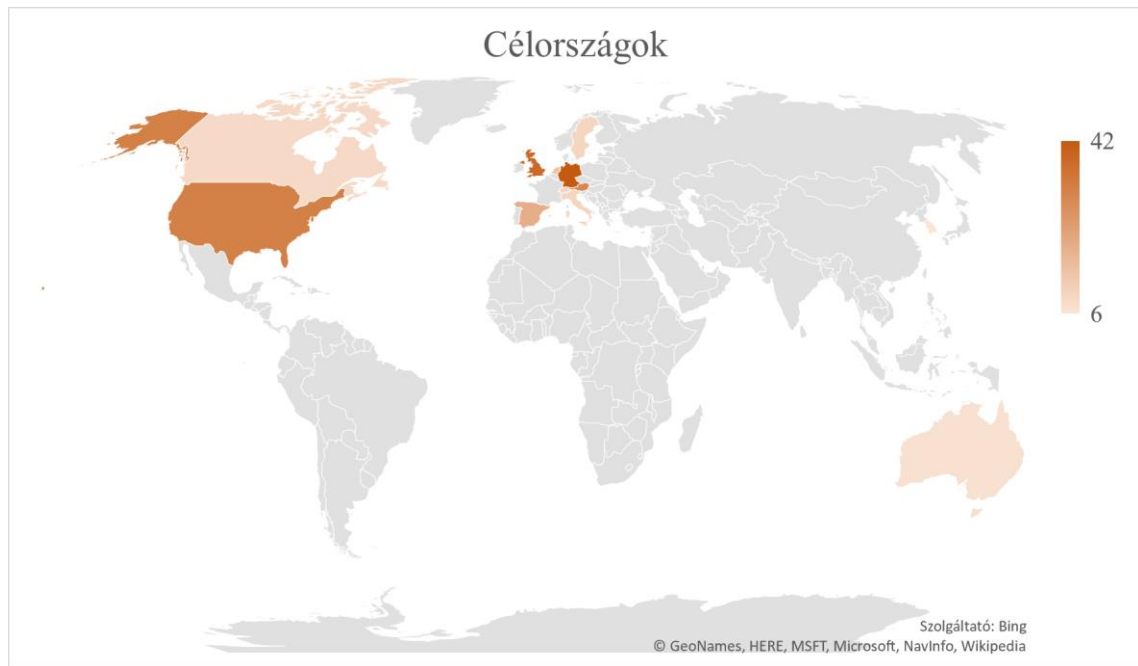 Célországok
42
6
Szolgáltató: Bing
© GeoNames, HERE, MSFT, Microsoft, NavInfo, Wikipedia